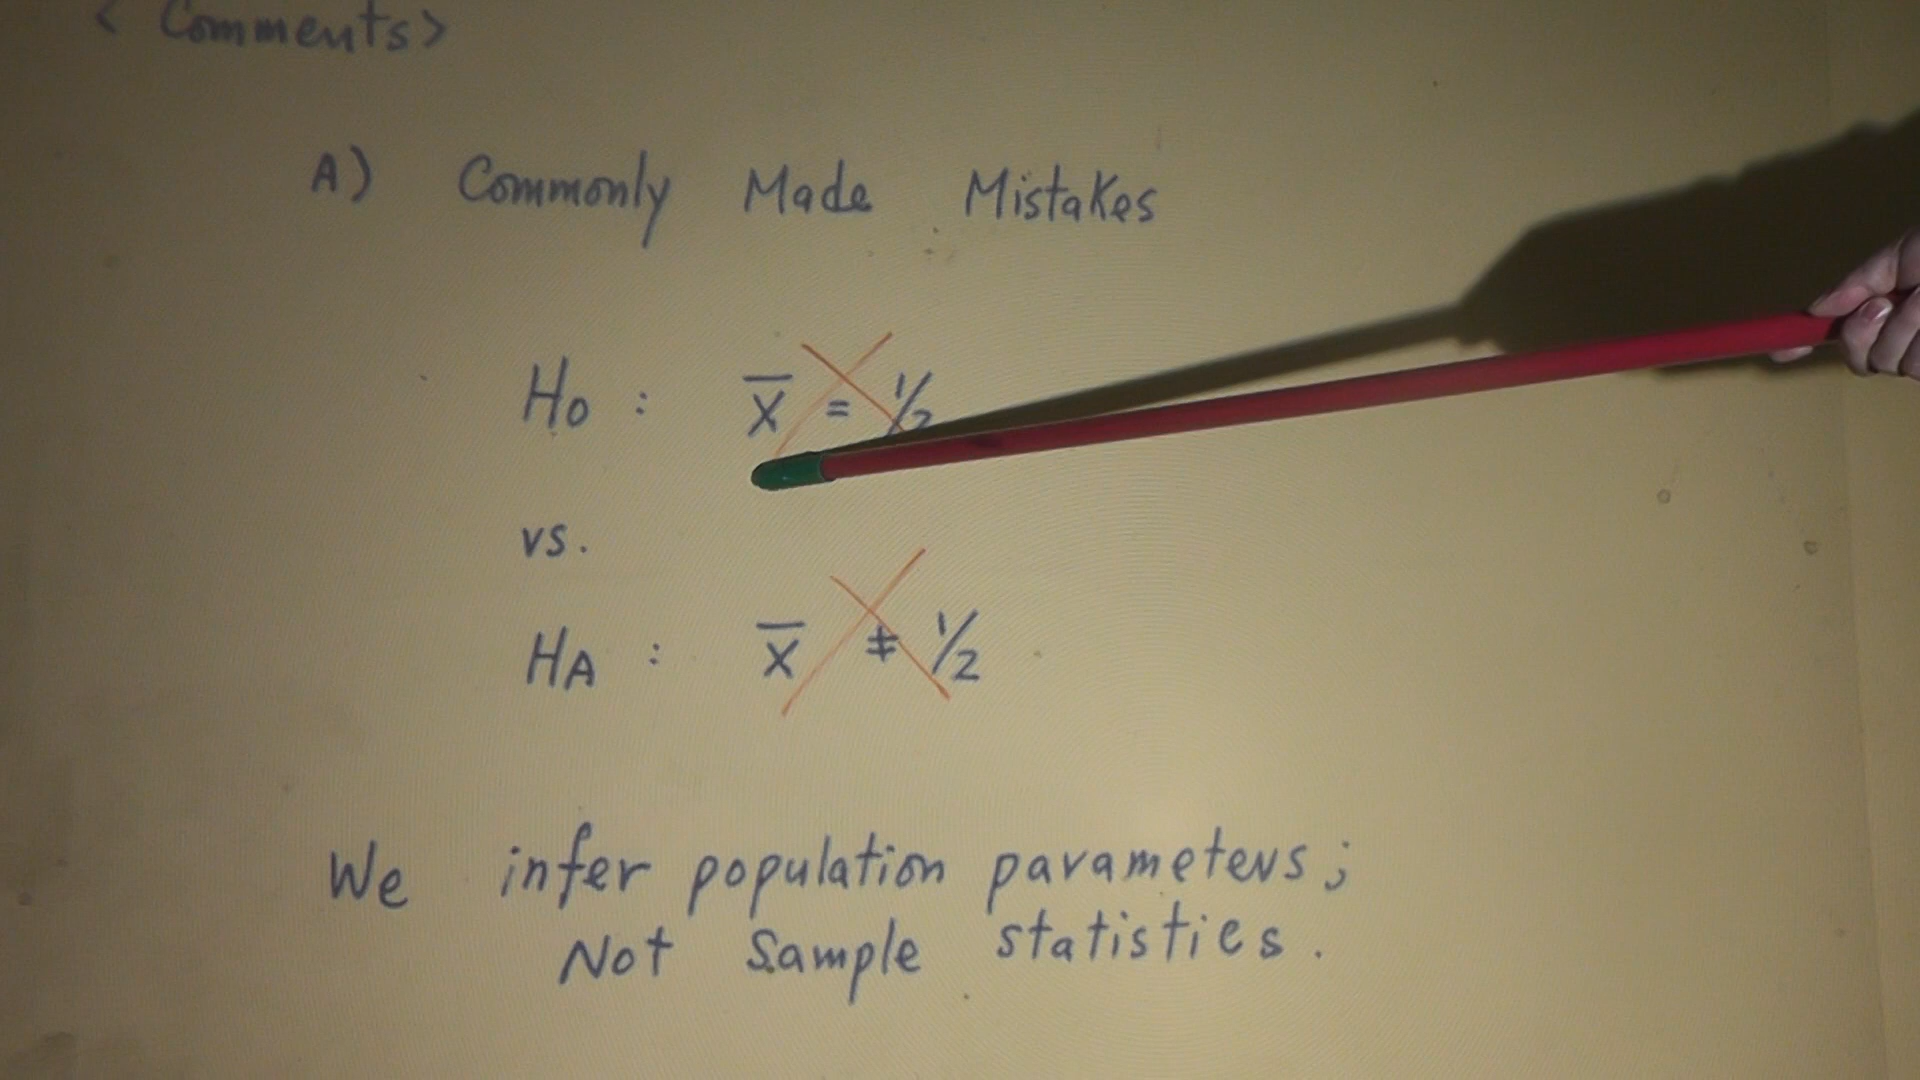 < Comments>
A) Commonly Made Mistakes
H0 : X̅ = 1/2
vs.
HA : X̅ ≠ 1/2
We infer population parameters;
Not Sample statistics.